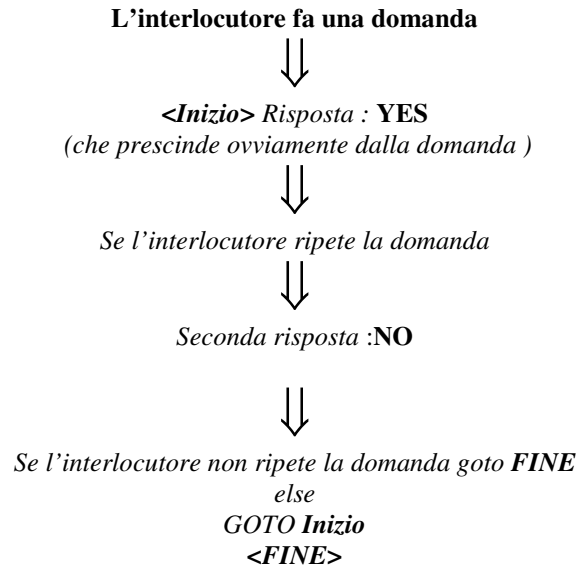 L'interlocutore fa una domanda
⇓
<Inizio> Risposta : YES
(che prescinde ovviamente dalla domanda )
⇓
Se l'interlocutore ripete la domanda
⇓
Seconda risposta :NO
⇓
Se l'interlocutore non ripete la domanda goto FINE
else
GOTO Inizio
<FINE>